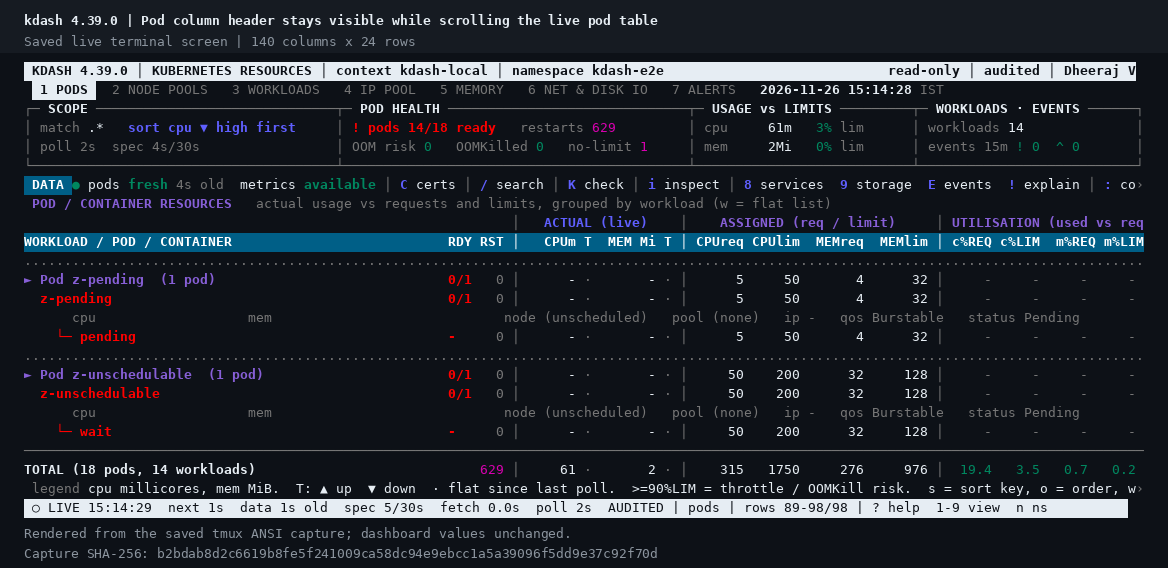 kdash 4.39.0 | Pod column header stays visible while scrolling the live pod table
Saved live terminal screen | 140 columns x 24 rows
KDASH 4.39.0 │ KUBERNETES RESOURCES │ context kdash-local │ namespace kdash-e2e read-only │ audited │ Dheeraj V
1 PODS 2 NODE POOLS 3 WORKLOADS 4 IP POOL 5 MEMORY 6 NET & DISK IO 7 ALERTS 2026-11-26 15:14:28 IST
SCOPE POD HEALTH USAGE vs LIMITS WORKLOADS · EVENTS
match .* sort cpu ▼ high first │ ! pods 14/18 ready restarts 629 │ cpu 61m 3% lim │ workloads 14
poll 2s spec 4s/30s │ OOM risk 0 OOMKilled 0 no-limit 1 │ mem 2Mi 0% lim │ events 15m ! 0 ^ 0
DATA ● pods fresh 4s old metrics available │ C certs │ / search │ K check │ i inspect │ 8 services 9 storage E events ! explain │ : co›
POD / CONTAINER RESOURCES actual usage vs requests and limits, grouped by workload (w = flat list)
│ ACTUAL (live) │ ASSIGNED (req / limit) │ UTILISATION (used vs req
WORKLOAD / POD / CONTAINER RDY RST │ CPUm T MEM Mi T │ CPUreq CPUlim MEMreq MEMlim │ c%REQ c%LIM m%REQ m%LIM
► Pod z-pending (1 pod) 0/1 0 │ - · - · │ 5 50 4 32 │ - - - -
z-pending 0/1 0 │ - · - · │ 5 50 4 32 │ - - - -
cpu mem node (unscheduled) pool (none) ip - qos Burstable status Pending
└─ pending - 0 │ - · - · │ 5 50 4 32 │ - - - -
► Pod z-unschedulable (1 pod) 0/1 0 │ - · - · │ 50 200 32 128 │ - - - -
z-unschedulable 0/1 0 │ - · - · │ 50 200 32 128 │ - - - -
cpu mem node (unscheduled) pool (none) ip - qos Burstable status Pending
└─ wait - 0 │ - · - · │ 50 200 32 128 │ - - - -
TOTAL (18 pods, 14 workloads) 629 │ 61 · 2 · │ 315 1750 276 976 │ 19.4 3.5 0.7 0.2
legend cpu millicores, mem MiB. T: ▲ up ▼ down · flat since last poll. >=90%LIM = throttle / OOMKill risk. s = sort key, o = order, w›
○ LIVE 15:14:29 next 1s data 1s old spec 5/30s fetch 0.0s poll 2s AUDITED | pods | rows 89-98/98 | ? help 1-9 view n ns
Rendered from the saved tmux ANSI capture; dashboard values unchanged.
Capture SHA-256: b2bdab8d2c6619b8fe5f241009ca58dc94e9ebcc1a5a39096f5dd9e37c92f70d